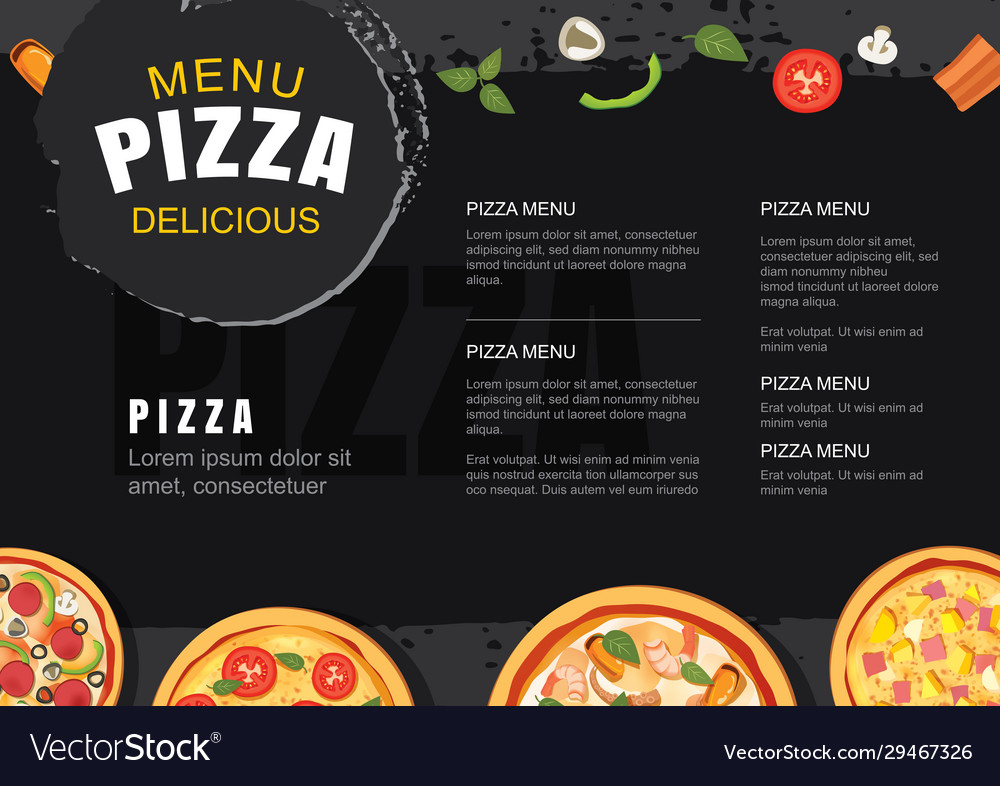 MENU
PIZZA
DELICIOUS
PIZZA
PIZZA
Lorem ipsum dolor sit
amet, consectetuer
PIZZA MENU
Lorem ipsum dolor sit amet, consectetuer
adipiscing elit, sed diam nonummy nibheu
ismod tincidunt ut laoreet dolore magna
aliqua.
PIZZA MENU
Lorem ipsum dolor sit amet, consectetuer
adipiscing elit, sed diam nonummy nibheu
ismod tincidunt ut laoreet dolore magna
aliqua.
Erat volutpat. Ut wisi enim ad minim venia
quis nostrud exercita tion ullamcorper sus
oco nsequat. Duis autem vel eum iriuredo
PIZZA MENU
Lorem ipsum dolor sit amet,
consectetuer adipiscing elit, sed
diam nonummy nibheu
ismod tincidunt ut laoreet dolore
magna aliqua.
Erat volutpat. Ut wisi enim ad
minim venia
PIZZA MENU
Erat volutpat. Ut wisi enim ad
minim venia
PIZZA MENU
Erat volutpat. Ut wisi enim ad
minim venia
VectorStock®
VectorStock.com/29467326